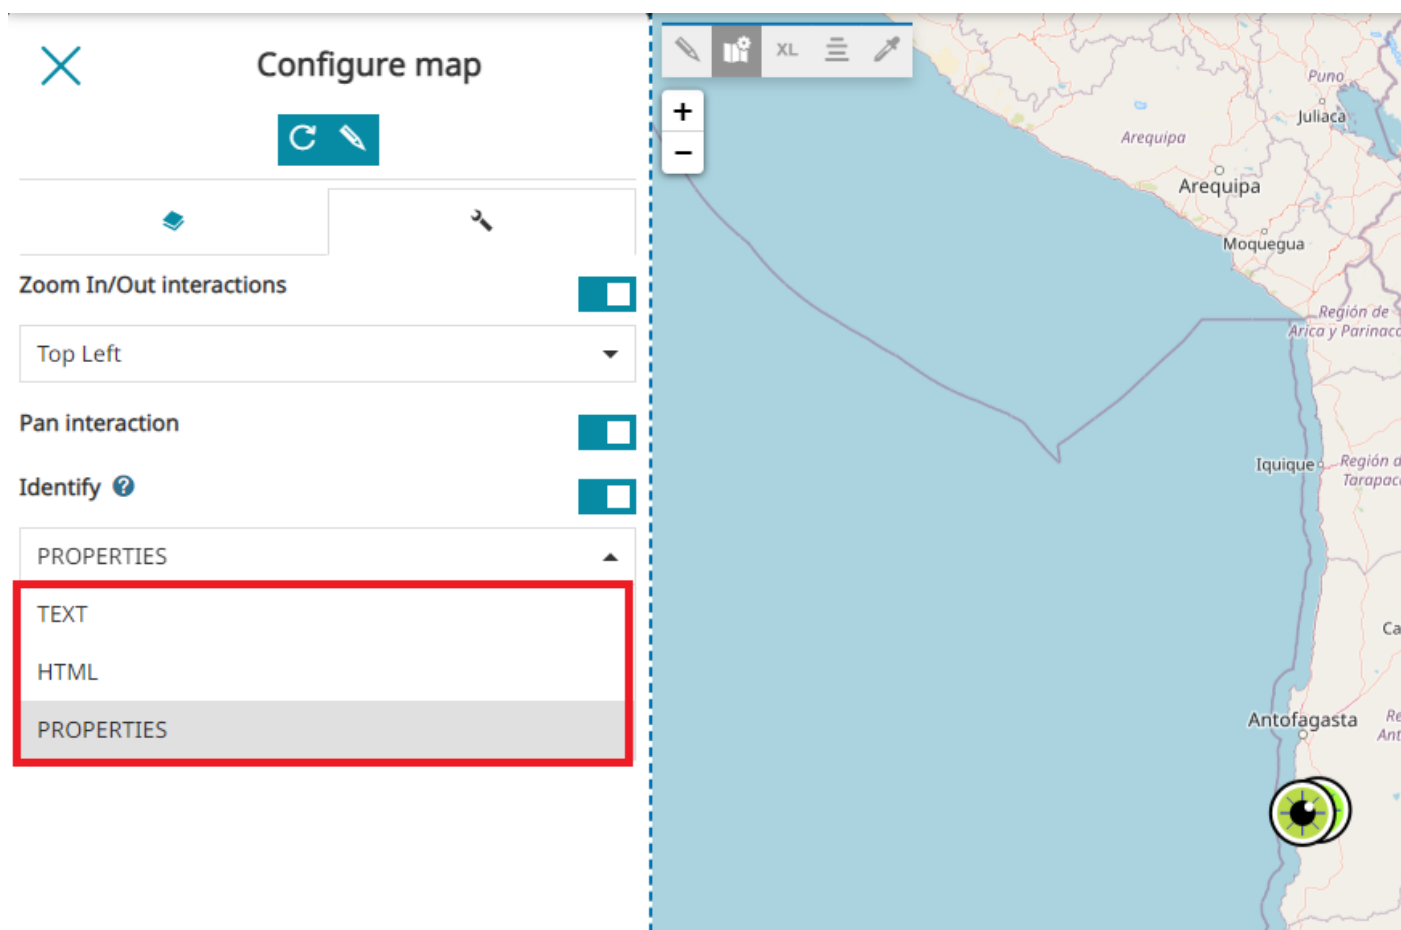 Configure map
Zoom In/Out interactions
Top Left
Pan interaction
Identify ?
PROPERTIES
TEXT
HTML
PROPERTIES
XL
+
−
Puno
Juliaca
Arequipa
Arequipa
Moquegua
Región de
Arica y Parinaco
Iquique
Región d
Tarapac
Ca
Antofagasta
Re
Ant